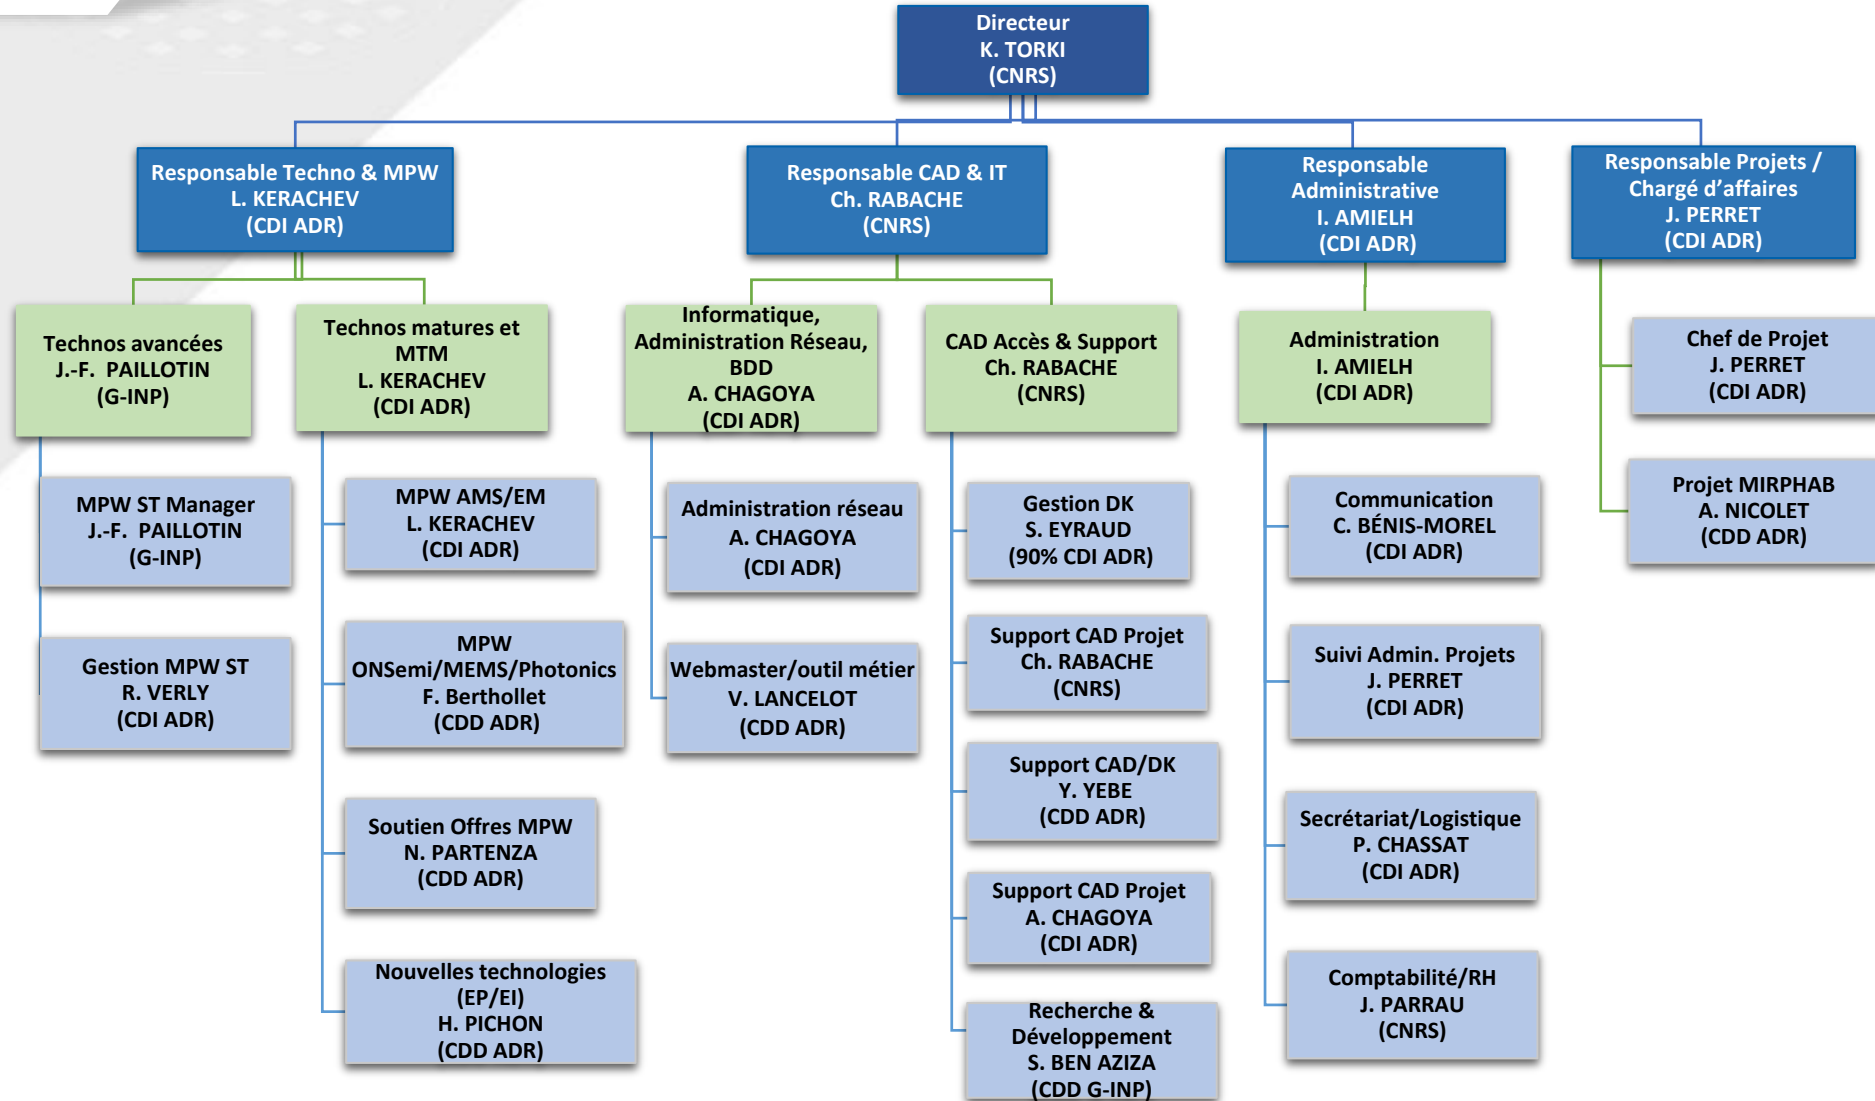 Directeur
K. TORKI
(CNRS)
Responsable Techno & MPW
L. KERACHEV
(CDI ADR)
Responsable CAD & IT
Ch. RABACHE
(CNRS)
Responsable
Administrative
I. AMIELH
(CDI ADR)
Responsable Projets /
Chargé d’affaires
J. PERRET
(CDI ADR)
Technos avancées
J.-F. PAILLOTIN
(G-INP)
Technos matures et
MTM
L. KERACHEV
(CDI ADR)
Informatique,
Administration Réseau,
BDD
A. CHAGOYA
(CDI ADR)
CAD Accès & Support
Ch. RABACHE
(CNRS)
Administration
I. AMIELH
(CDI ADR)
Chef de Projet
J. PERRET
(CDI ADR)
Projet MIRPHAB
A. NICOLET
(CDD ADR)
MPW ST Manager
J.-F. PAILLOTIN
(G-INP)
Gestion MPW ST
R. VERLY
(CDI ADR)
MPW AMS/EM
L. KERACHEV
(CDI ADR)
MPW
ONSemi/MEMS/Photonics
F. Berthollet
(CDD ADR)
Soutien Offres MPW
N. PARTENZA
(CDD ADR)
Nouvelles technologies
(EP/EI)
H. PICHON
(CDD ADR)
Administration réseau
A. CHAGOYA
(CDI ADR)
Webmaster/outil métier
V. LANCELOT
(CDD ADR)
Gestion DK
S. EYRAUD
(90% CDI ADR)
Support CAD Projet
Ch. RABACHE
(CNRS)
Support CAD/DK
Y. YEBE
(CDD ADR)
Support CAD Projet
A. CHAGOYA
(CDI ADR)
Recherche &
Développement
S. BEN AZIZA
(CDD G-INP)
Communication
C. BÉNIS-MOREL
(CDI ADR)
Suivi Admin. Projets
J. PERRET
(CDI ADR)
Secrétariat/Logistique
P. CHASSAT
(CDI ADR)
Comptabilité/RH
J. PARRAU
(CNRS)